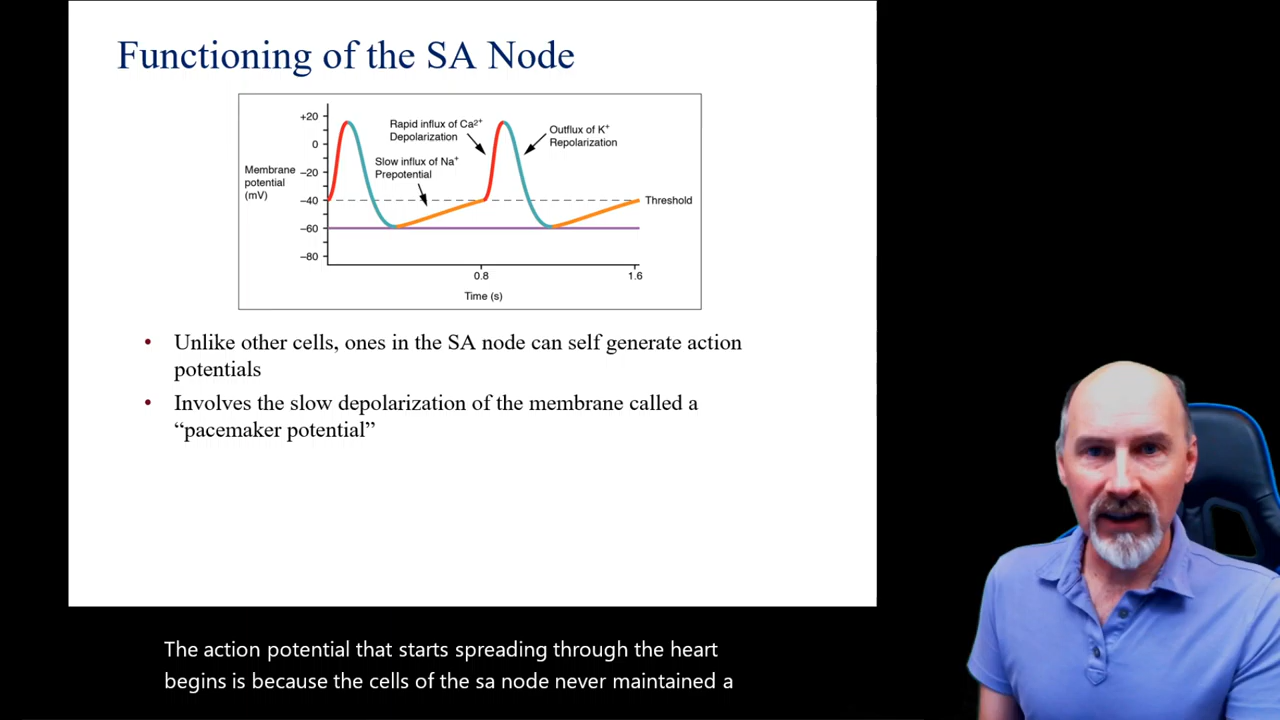 Functioning of the SA Node
+20
0
−20
−40
−60
−80
Membrane
potential
(mV)
Rapid influx of Ca²⁺
Depolarization
Slow influx of Na⁺
Prepotential
Outflux of K⁺
Repolarization
Threshold
0.8
1.6
Time (s)
• Unlike other cells, ones in the SA node can self generate action
potentials
• Involves the slow depolarization of the membrane called a
“pacemaker potential”
The action potential that starts spreading through the heart
begins is because the cells of the sa node never maintained a